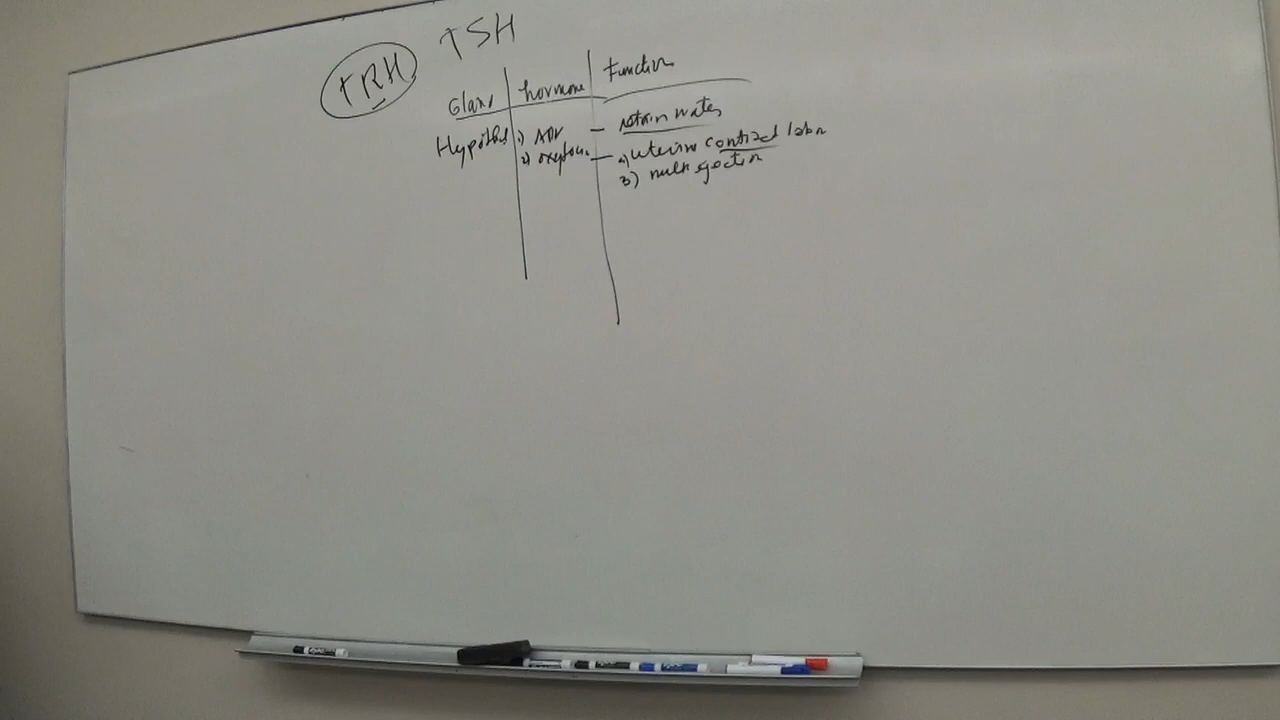 TRH TSH
Gland hormone Function
Hypothal 1) ADH – retain water
2) oxytocin – a) uterine contract labor
3) milk ejection